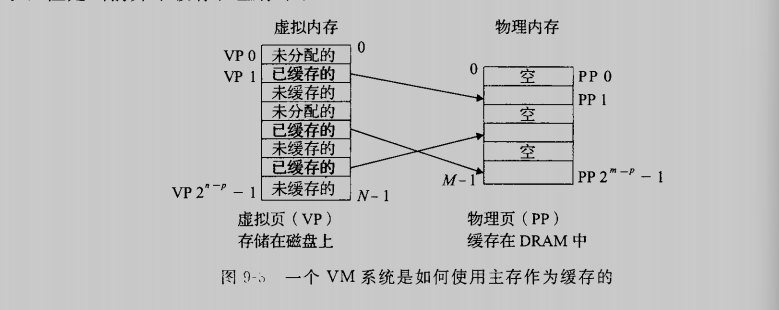 虚拟内存
物理内存
VP 0 未分配的 0
VP 1 已缓存的
未缓存的
未分配的
已缓存的
未缓存的
已缓存的
VP 2^{n-p} - 1 未缓存的 N-1
0 空 PP 0
PP 1
空
空
M-1 PP 2^{m-p} - 1
虚拟页（VP）
存储在磁盘上
物理页（PP）
缓存在 DRAM 中
图 9-3 一个 VM 系统是如何使用主存作为缓存的